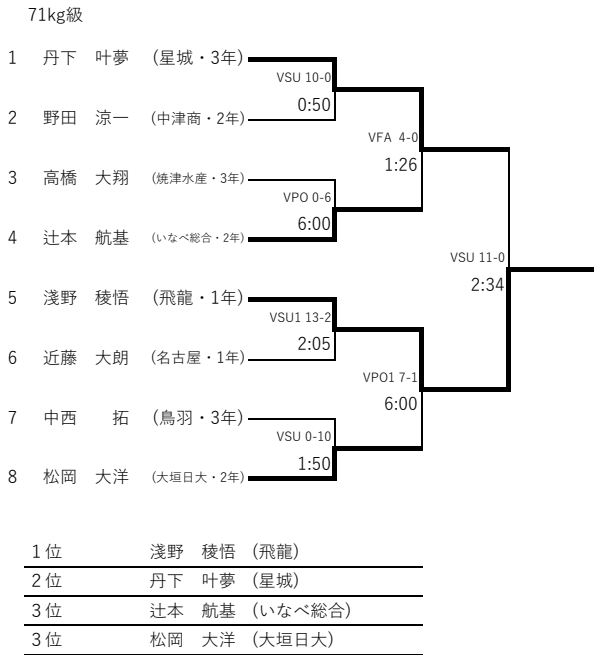 71kg級
1 丹下 叶夢 (星城・3年)
VSU 10-0
0:50
2 野田 涼一 (中津商・2年)
VFA 4-0
1:26
3 高橋 大翔 (焼津水産・3年)
VPO 0-6
6:00
4 辻本 航基 (いなべ総合・2年)
VSU 11-0
2:34
5 淺野 稜悟 (飛龍・1年)
VSU1 13-2
2:05
6 近藤 大朗 (名古屋・1年)
VPO1 7-1
6:00
7 中西 拓 (鳥羽・3年)
VSU 0-10
1:50
8 松岡 大洋 (大垣日大・2年)
1位 淺野 稜悟 (飛龍)
2位 丹下 叶夢 (星城)
3位 辻本 航基 (いなべ総合)
3位 松岡 大洋 (大垣日大)